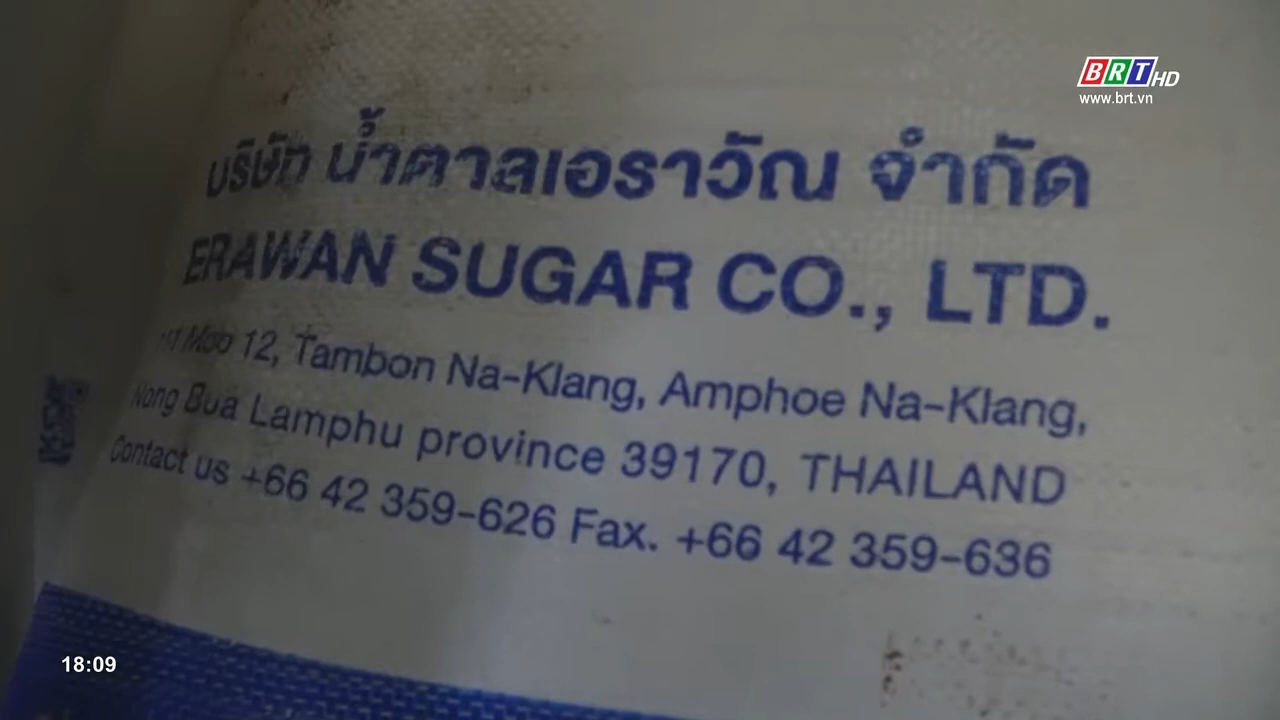 BRT HD
www.brt.vn
บริษัท น้ำตาลเอราวัณ จำกัด
ERAWAN SUGAR CO., LTD.
Moo 12, Tambon Na-Klang, Amphoe Na-Klang,
Nong Bua Lamphu province 39170, THAILAND
Contact us +66 42 359-626 Fax. +66 42 359-636
18:09